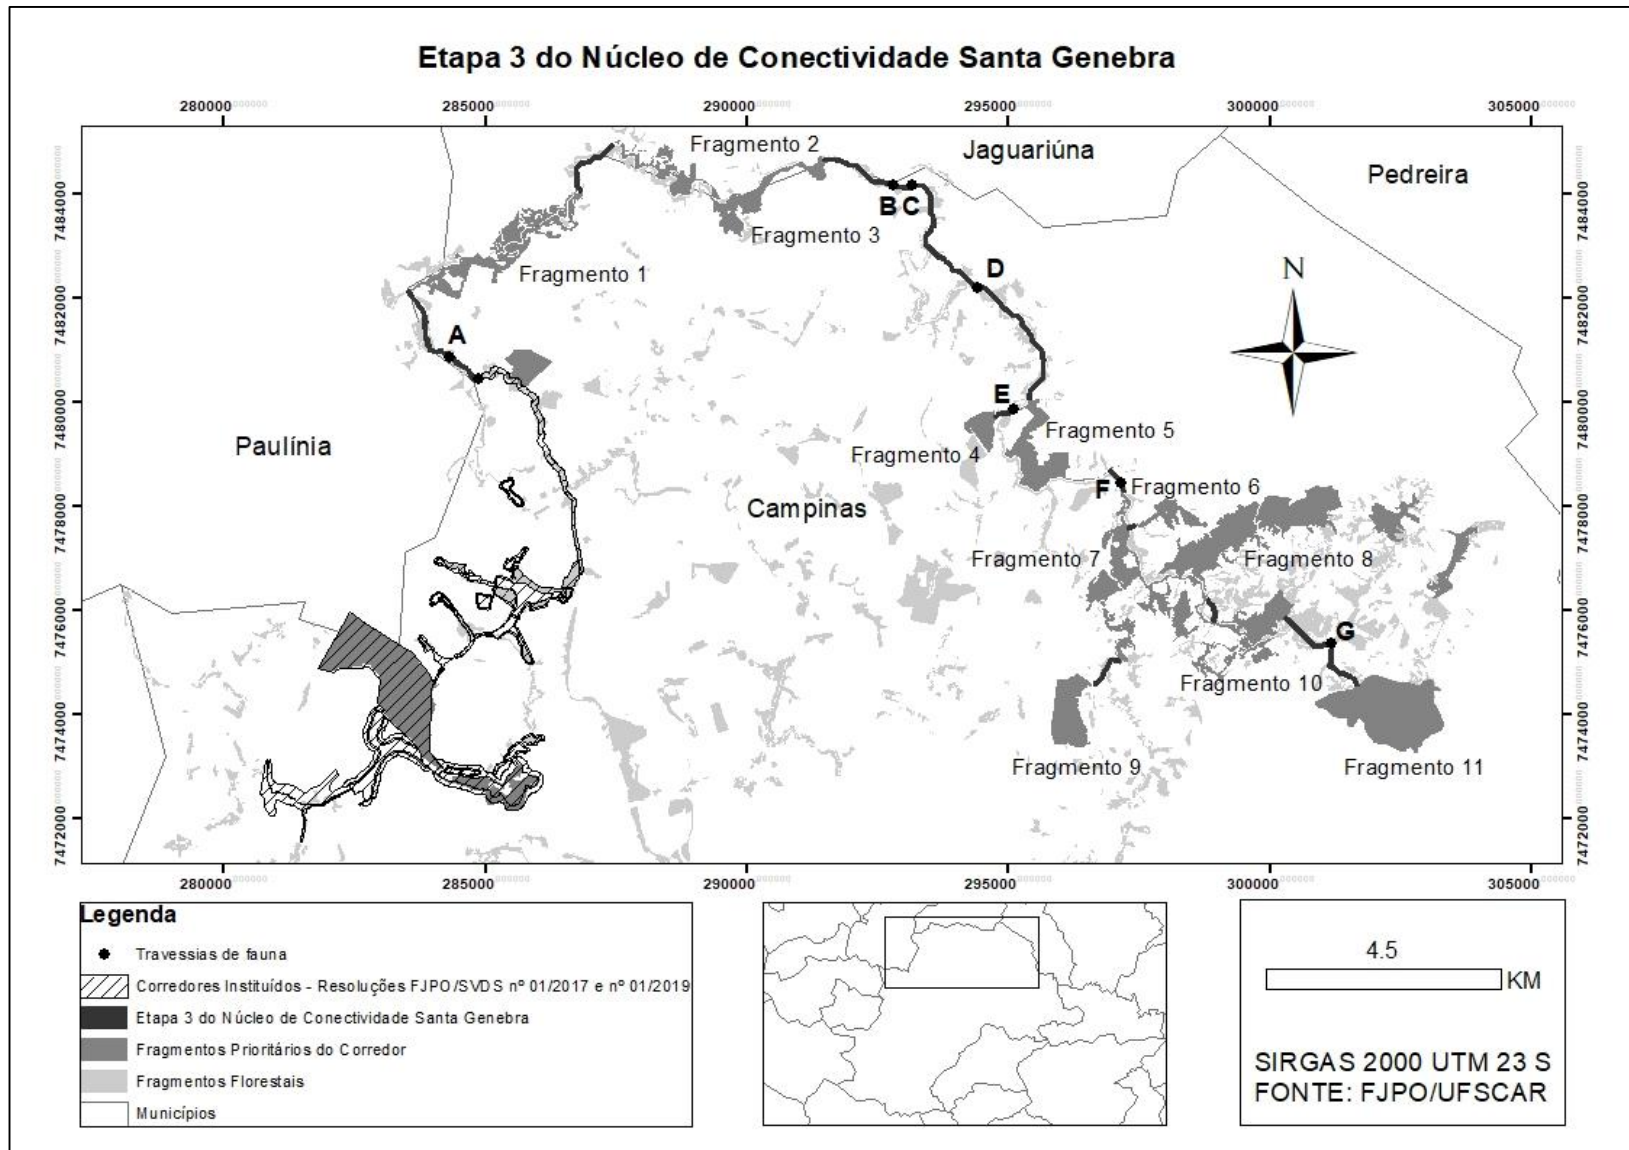 Etapa 3 do Núcleo de Conectividade Santa Genebra
280000 285000 290000 295000 300000 305000
Fragmento 2
Jaguariúna
Pedreira
7484000
7484000
B C
Fragmento 3
Fragmento 1
D
N
7482000
7482000
A
7480000
7480000
E
Paulínia
Fragmento 5
Fragmento 4
F
Fragmento 6
Campinas
7478000
7478000
Fragmento 7
Fragmento 8
7476000
7476000
G
Fragmento 10
7474000
7474000
Fragmento 9
Fragmento 11
7472000
7472000
280000 285000 290000 295000 300000 305000
Legenda
Travessias de fauna
Corredores Instituídos - Resoluções FJPO/SVDS nº 01/2017 e nº 01/2019
Etapa 3 do Núcleo de Conectividade Santa Genebra
Fragmentos Prioritários do Corredor
Fragmentos Florestais
Municípios
4.5
KM
SIRGAS 2000 UTM 23 S
FONTE: FJPO/UFSCAR